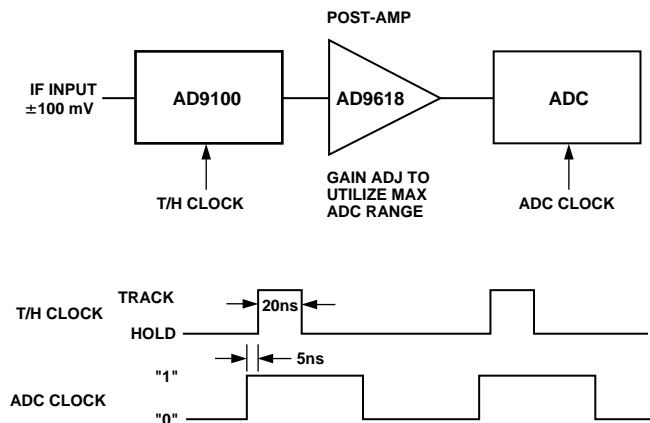 POST-AMP
IF INPUT
±100 mV
AD9100
AD9618
ADC
T/H CLOCK
GAIN ADJ TO
UTILIZE MAX
ADC RANGE
ADC CLOCK
T/H CLOCK
TRACK
20ns
HOLD
5ns
ADC CLOCK
"1"
"0"